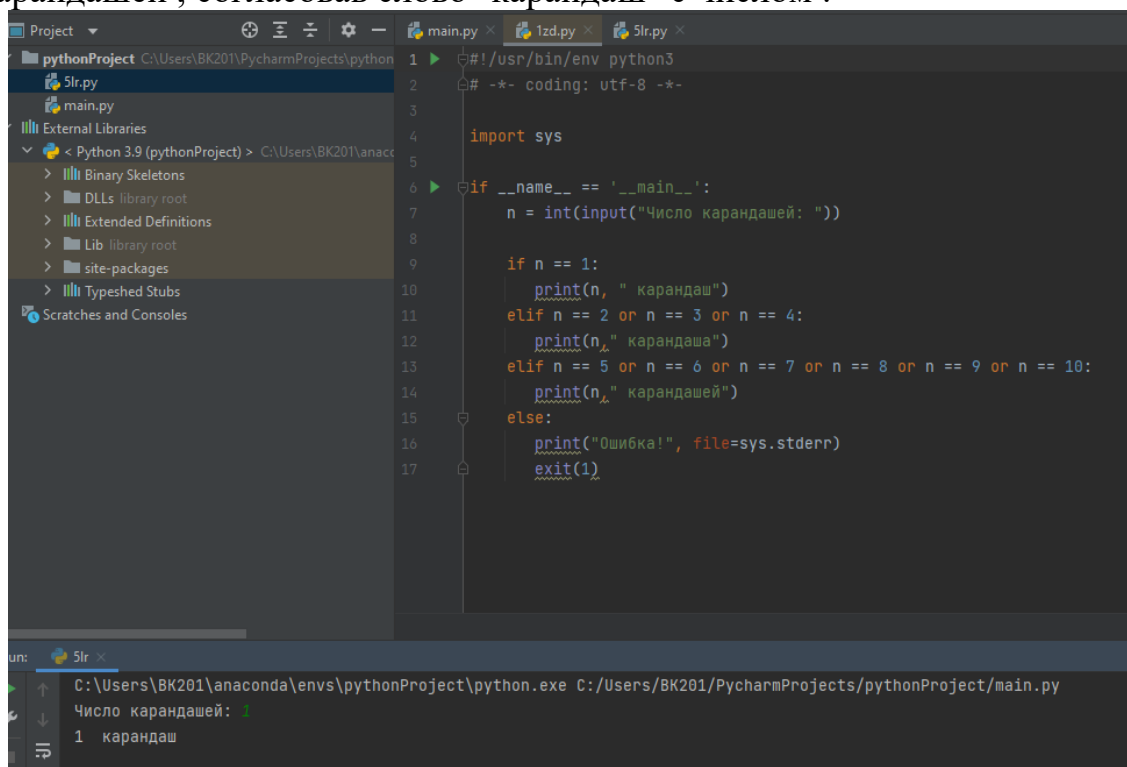 карандашей", согласовав слово "карандаш" с числом .
Project
pythonProject C:\Users\BK201\PycharmProjects\python
5lr.py
main.py
External Libraries
< Python 3.9 (pythonProject) > C:\Users\BK201\anaco
Binary Skeletons
DLLs library root
Extended Definitions
Lib library root
site-packages
Typeshed Stubs
Scratches and Consoles
main.py 1zd.py 5lr.py
1 #!/usr/bin/env python3
2 # -*- coding: utf-8 -*-
3
4 import sys
5
6 if __name__ == '__main__':
7 n = int(input("Число карандашей: "))
8
9 if n == 1:
10 print(n, " карандаш")
11 elif n == 2 or n == 3 or n == 4:
12 print(n," карандаша")
13 elif n == 5 or n == 6 or n == 7 or n == 8 or n == 9 or n == 10:
14 print(n," карандашей")
15 else:
16 print("Ошибка!", file=sys.stderr)
17 exit(1)
un: 5lr
C:\Users\BK201\anaconda\envs\pythonProject\python.exe C:/Users/BK201/PycharmProjects/pythonProject/main.py
Число карандашей: 1
1  карандаш